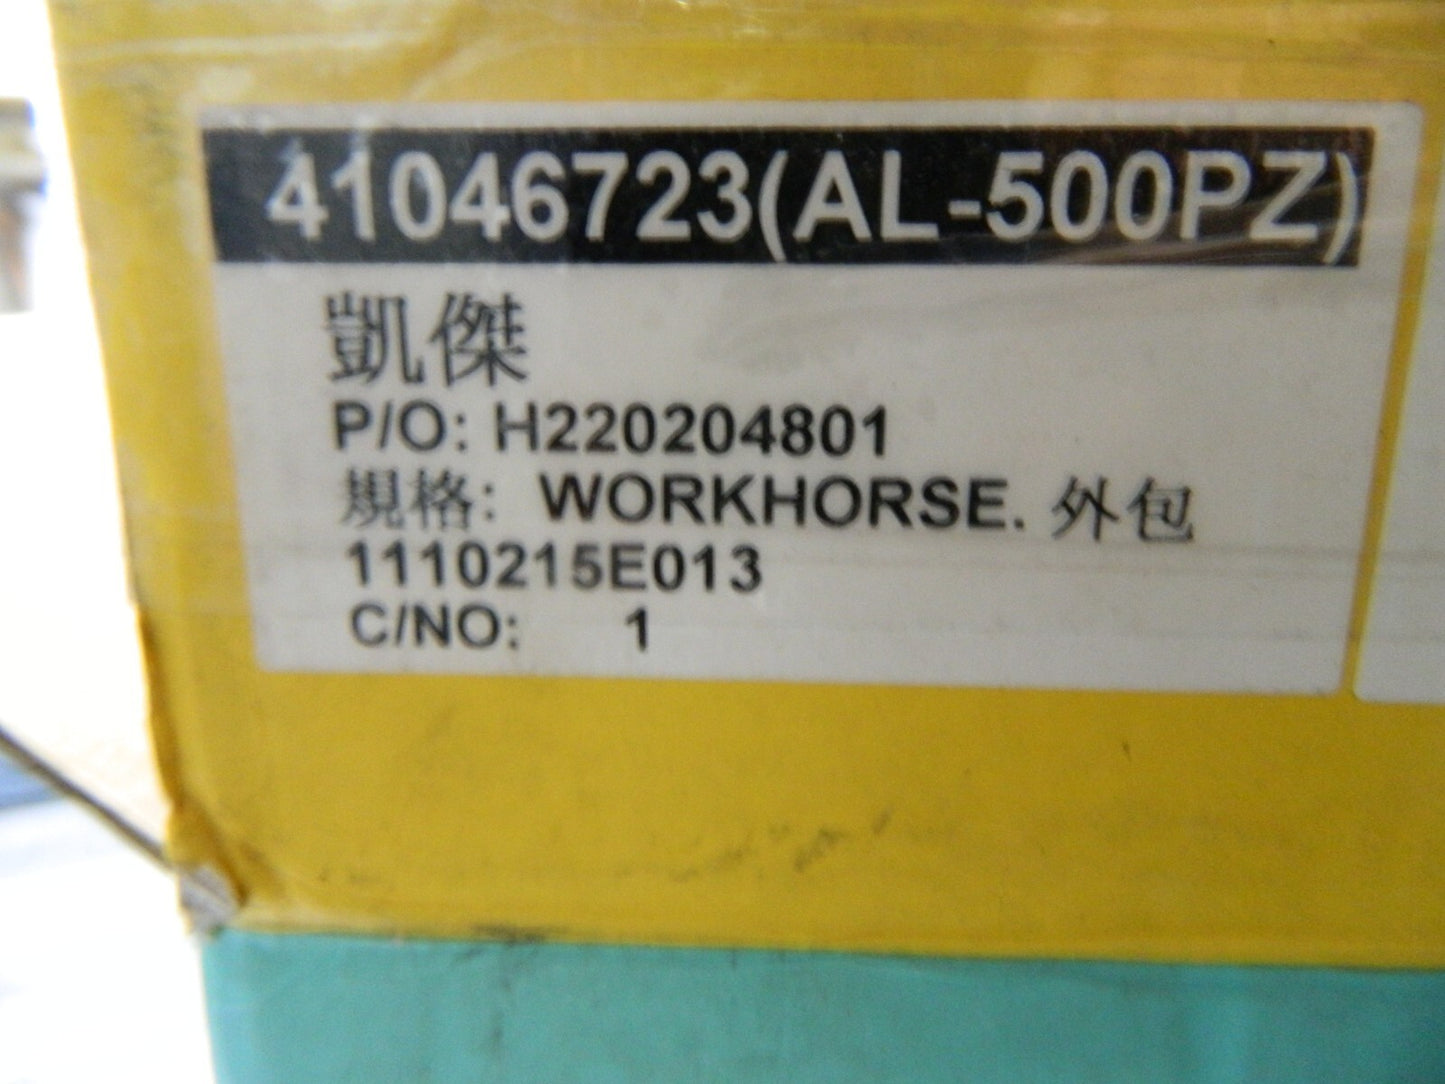 41046723(AL-500PZ)
凱傑
P/O: H220204801
規格: WORKHORSE. 外包
1110215E013
C/NO: 1